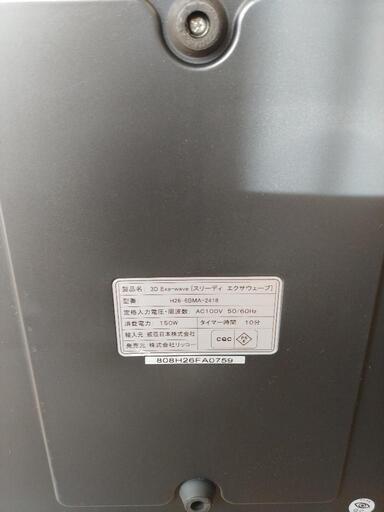 製品名 3D Exa-wave [スリーディ エクサウェーブ]
型番 H26-6BMA-2418
定格入力電圧・周波数 AC100V 50/60Hz
消費電力 150W タイマー時間 10分
輸入元 威亞日本株式会社
発売元 株式会社リッコー
CQC
808H26FA0759